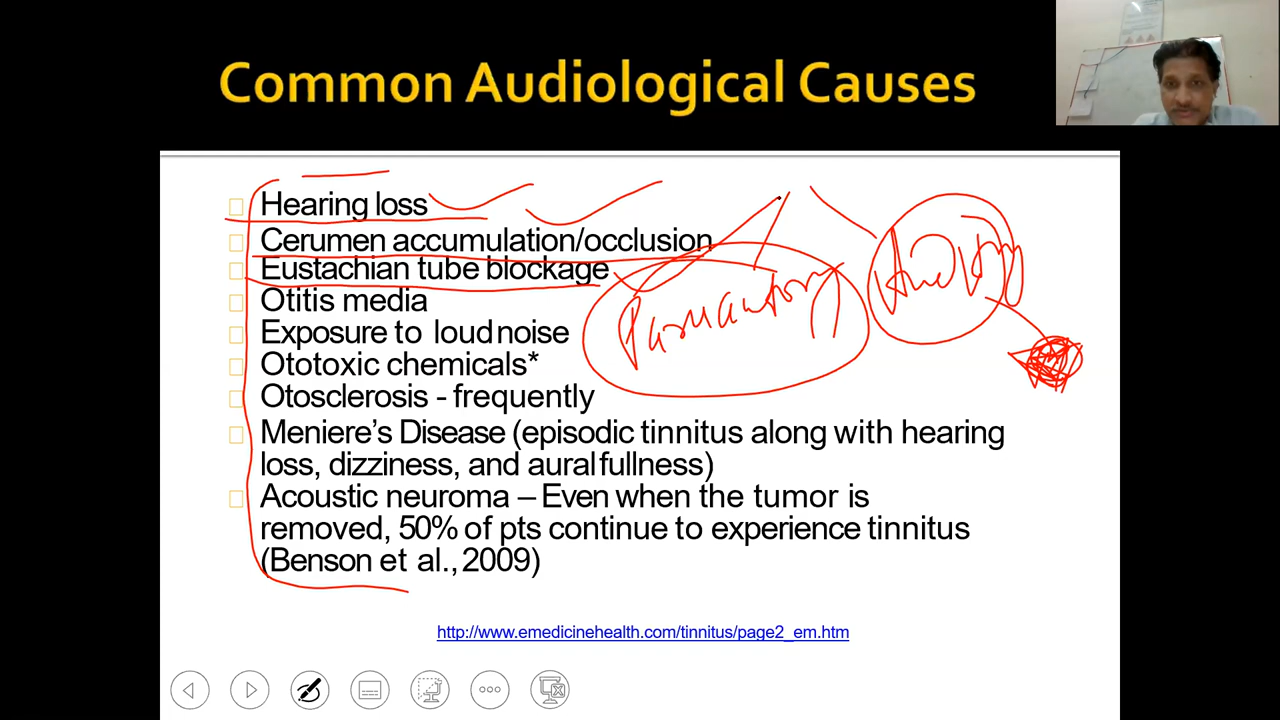 Common Audiological Causes
Hearing loss
Cerumen accumulation/occlusion
Eustachian tube blockage
Otitis media
Exposure to loud noise
Ototoxic chemicals*
Otosclerosis - frequently
Meniere's Disease (episodic tinnitus along with hearing
loss, dizziness, and aural fullness)
Acoustic neuroma – Even when the tumor is
removed, 50% of pts continue to experience tinnitus
(Benson et al., 2009)
http://www.emedicinehealth.com/tinnitus/page2_em.htm